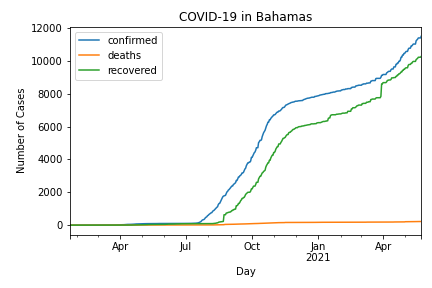 COVID-19 in Bahamas
confirmed
deaths
recovered
Number of Cases
12000
10000
8000
6000
4000
2000
0
Apr Jul Oct Jan Apr
2021
Day